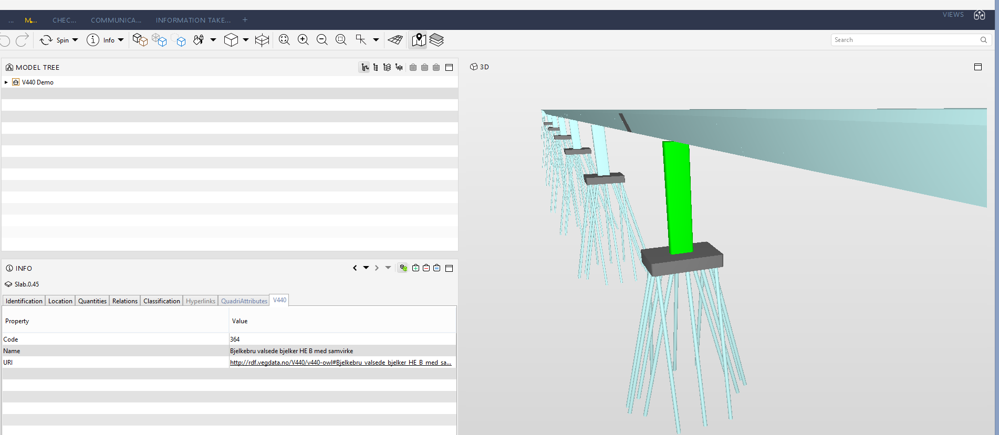 VIEWS
... M... CHEC... COMMUNICA... INFORMATION TAKE... +
Spin Info Search
MODEL TREE
3D
V440 Demo
INFO
Slab.0.45
Identification Location Quantities Relations Classification Hyperlinks QuadriAttributes V440
Property Value
Code 364
Name Bjelkebru valsede bjelker HE B med samvirke
URI http://rdf.vegdata.no/V440/v440-owl#Bjelkebru_valsede_bjelker_HE_B_med_sa...